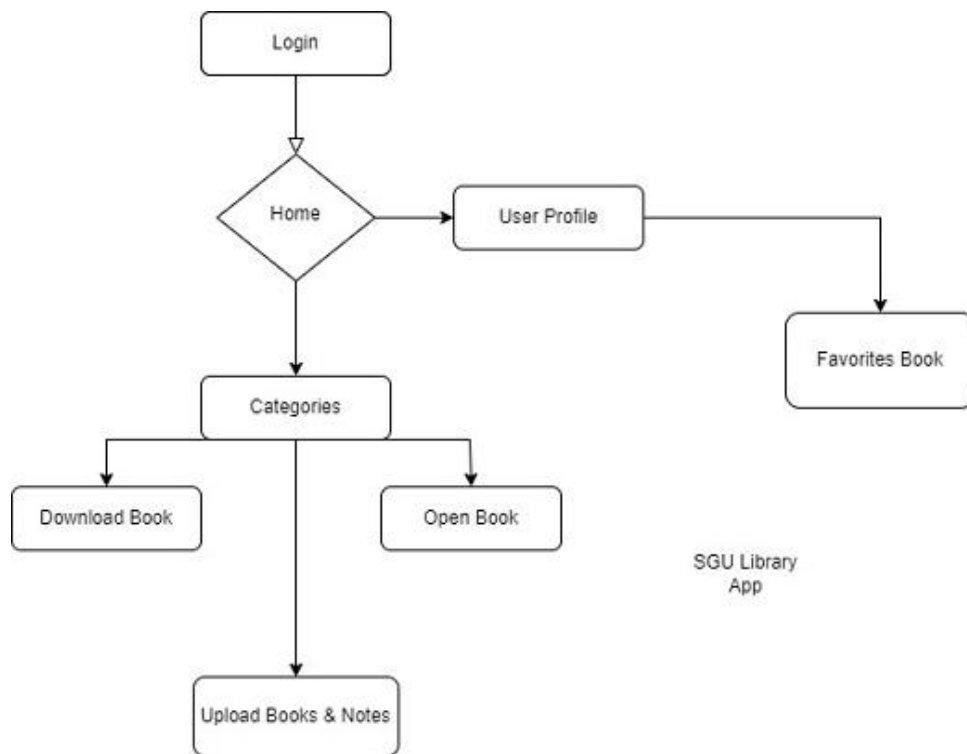 Login
Home
User Profile
Favorites Book
Categories
Download Book
Open Book
SGU Library
App
Upload Books & Notes